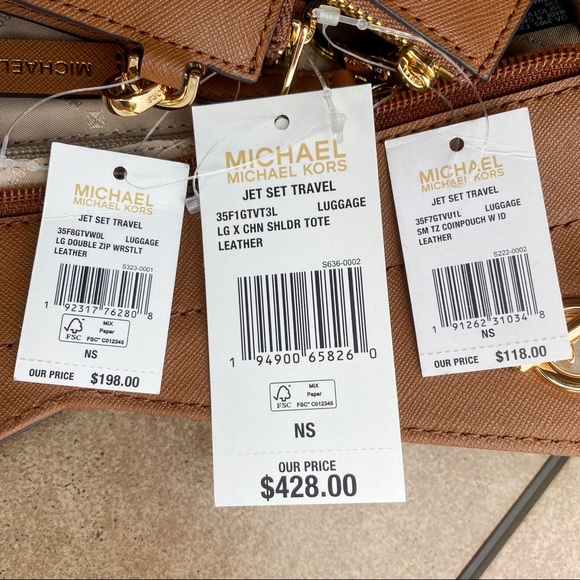 MICHAEL
MICHAEL
MICHAEL KORS
JET SET TRAVEL
35F8GTVW0L LUGGAGE
LG DOUBLE ZIP WRSTLT
LEATHER
S323-0001
1 92317 76280 8
FSC
MIX
Paper
FSC™ C012345
NS
OUR PRICE $198.00
MICHAEL
MICHAEL KORS
JET SET TRAVEL
35F1GTVT3L LUGGAGE
LG X CHN SHLDR TOTE
LEATHER
S636-0002
1 94900 65826 0
FSC
MIX
Paper
FSC™ C012345
NS
OUR PRICE
$428.00
MICHAEL
MICHAEL KORS
JET SET TRAVEL
35F7GTVU1L LUGGAGE
SM TZ COINPOUCH W ID
LEATHER
S222-0002
1 91262 31034 8
NS
OUR PRICE $118.00